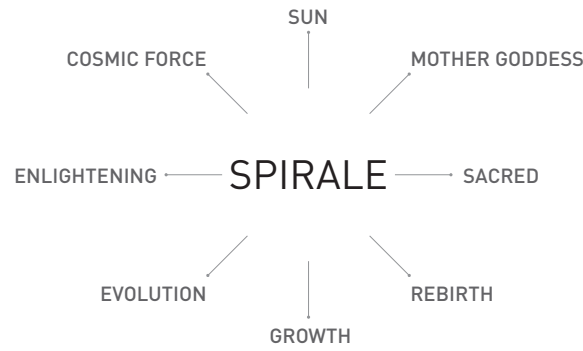 SUN
COSMIC FORCE
MOTHER GODDESS
ENLIGHTENING
SPIRALE
SACRED
EVOLUTION
REBIRTH
GROWTH